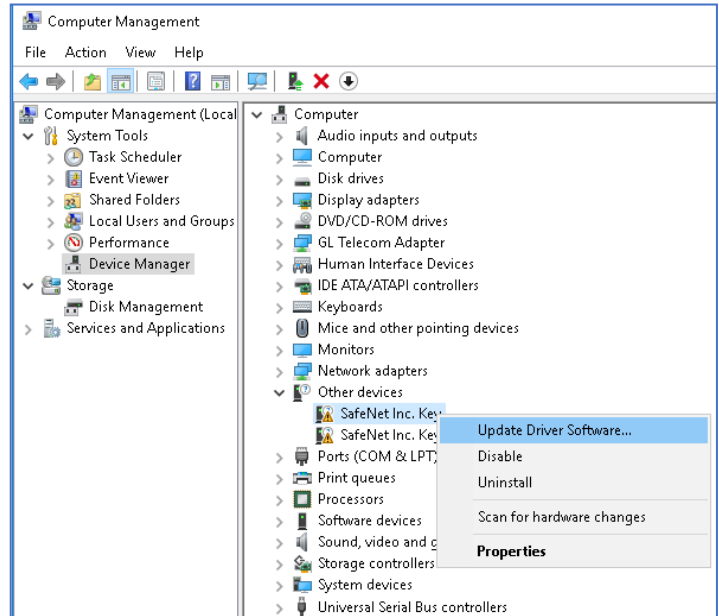 Computer Management
File Action View Help
Computer Management (Local
System Tools
Task Scheduler
Event Viewer
Shared Folders
Local Users and Groups
Performance
Device Manager
Storage
Disk Management
Services and Applications
Computer
Audio inputs and outputs
Computer
Disk drives
Display adapters
DVD/CD-ROM drives
GL Telecom Adapter
Human Interface Devices
IDE ATA/ATAPI controllers
Keyboards
Mice and other pointing devices
Monitors
Network adapters
Other devices
SafeNet Inc. Key
SafeNet Inc. Key
Ports (COM & LPT)
Print queues
Processors
Software devices
Sound, video and g
Storage controllers
System devices
Universal Serial Bus controllers
Update Driver Software...
Disable
Uninstall
Scan for hardware changes
Properties